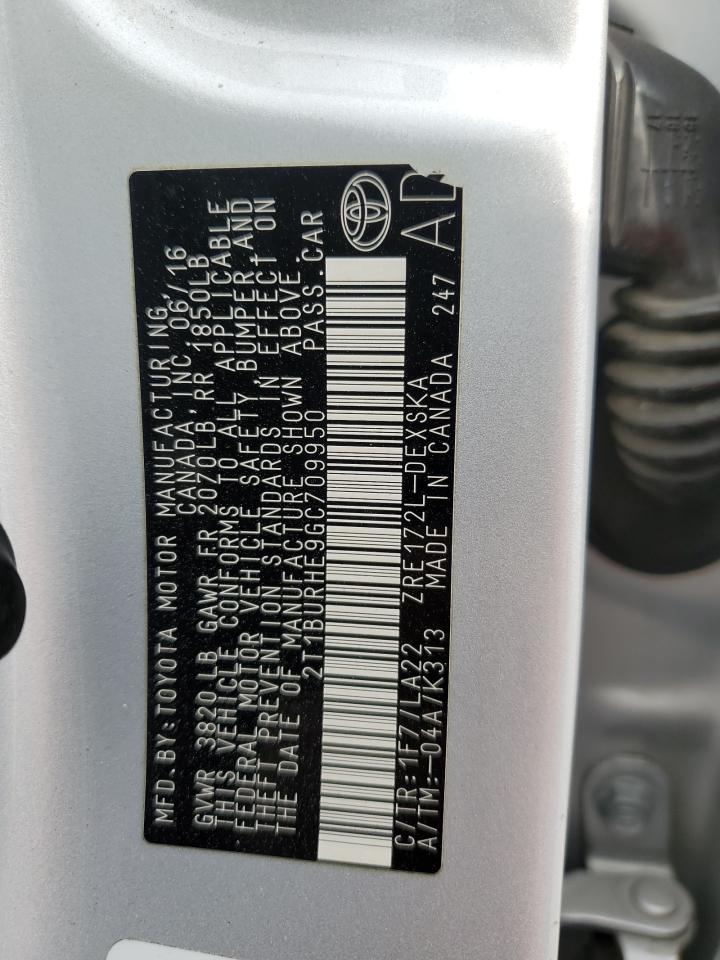 MFD.BY:TOYOTA MOTOR MANUFACTURING,
CANADA,INC 06/16
GVWR 3820LB GAWR FR 2070LB,RR 1850LB
THIS VEHICLE CONFORMS TO ALL APPLICABLE
FEDERAL MOTOR VEHICLE SAFETY,BUMPER,AND
THEFT PREVENTION STANDARDS IN EFFECT ON
THE DATE OF MANUFACTURE SHOWN ABOVE.
2T1BURHE9GC709950 PASS.CAR
C/TR:1F7/LA22 ZRE172L-DEXSKA
A/TM:-04A/K313 MADE IN CANADA 247